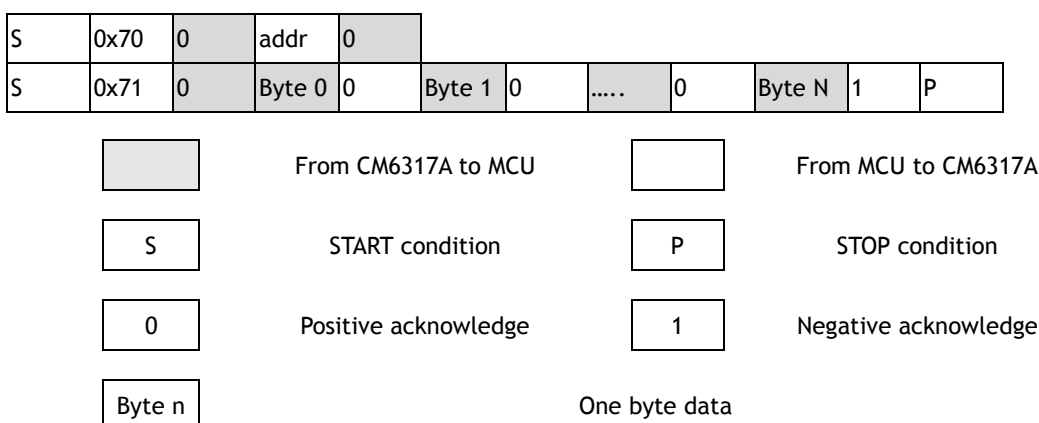 S 0x70 0 addr 0
S 0x71 0 Byte 0 0 Byte 1 0 ..... 0 Byte N 1 P
From CM6317A to MCU From MCU to CM6317A
S START condition P STOP condition
0 Positive acknowledge 1 Negative acknowledge
Byte n One byte data